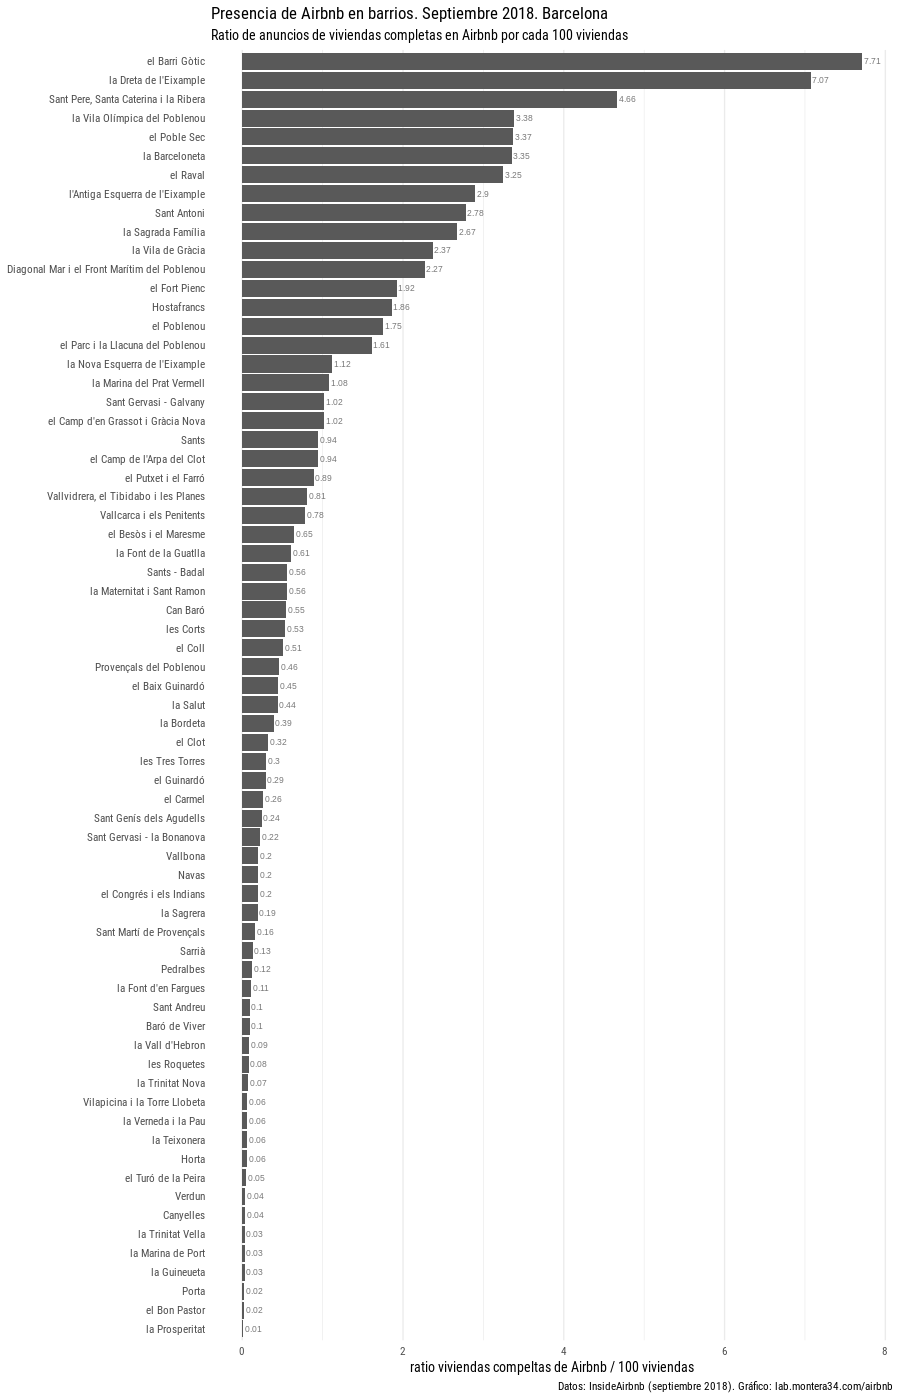 Presencia de Airbnb en barrios. Septiembre 2018. Barcelona
Ratio de anuncios de viviendas completas en Airbnb por cada 100 viviendas
el Barri Gòtic 7.71
la Dreta de l'Eixample 7.07
Sant Pere, Santa Caterina i la Ribera 4.66
la Vila Olímpica del Poblenou 3.38
el Poble Sec 3.37
la Barceloneta 3.35
el Raval 3.25
l'Antiga Esquerra de l'Eixample 2.9
Sant Antoni 2.78
la Sagrada Família 2.67
la Vila de Gràcia 2.37
Diagonal Mar i el Front Marítim del Poblenou 2.27
el Fort Pienc 1.92
Hostafrancs 1.86
el Poblenou 1.75
el Parc i la Llacuna del Poblenou 1.61
la Nova Esquerra de l'Eixample 1.12
la Marina del Prat Vermell 1.08
Sant Gervasi - Galvany 1.02
el Camp d'en Grassot i Gràcia Nova 1.02
Sants 0.94
el Camp de l'Arpa del Clot 0.94
el Putxet i el Farró 0.89
Vallvidrera, el Tibidabo i les Planes 0.81
Vallcarca i els Penitents 0.78
el Besòs i el Maresme 0.65
la Font de la Guatlla 0.61
Sants - Badal 0.56
la Maternitat i Sant Ramon 0.56
Can Baró 0.55
les Corts 0.53
el Coll 0.51
Provençals del Poblenou 0.46
el Baix Guinardó 0.45
la Salut 0.44
la Bordeta 0.39
el Clot 0.32
les Tres Torres 0.3
el Guinardó 0.29
el Carmel 0.26
Sant Genís dels Agudells 0.24
Sant Gervasi - la Bonanova 0.22
Vallbona 0.2
Navas 0.2
el Congrés i els Indians 0.2
la Sagrera 0.19
Sant Martí de Provençals 0.16
Sarrià 0.13
Pedralbes 0.12
la Font d'en Fargues 0.11
Sant Andreu 0.1
Baró de Viver 0.1
la Vall d'Hebron 0.09
les Roquetes 0.08
la Trinitat Nova 0.07
Vilapicina i la Torre Llobeta 0.06
la Verneda i la Pau 0.06
la Teixonera 0.06
Horta 0.06
el Turó de la Peira 0.05
Verdun 0.04
Canyelles 0.04
la Trinitat Vella 0.03
la Marina de Port 0.03
la Guineueta 0.03
Porta 0.02
el Bon Pastor 0.02
la Prosperitat 0.01
0 2 4 6 8
ratio viviendas compeltas de Airbnb / 100 viviendas
Datos: InsideAirbnb (septiembre 2018). Gráfico: lab.montera34.com/airbnb